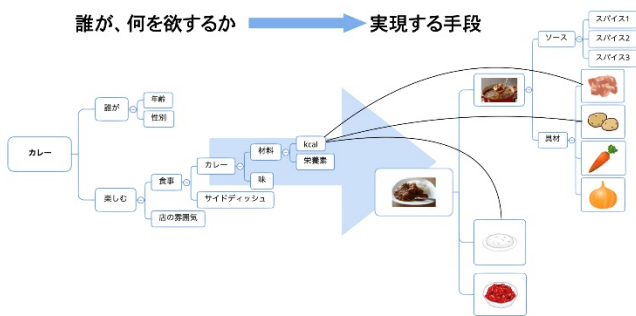 誰が、何を欲するか
実現する手段
カレー
誰が
年齢
性別
楽しむ
食事
カレー
材料
kcal
栄養素
味
サイドディッシュ
店の雰囲気
ソース
スパイス1
スパイス2
スパイス3
具材